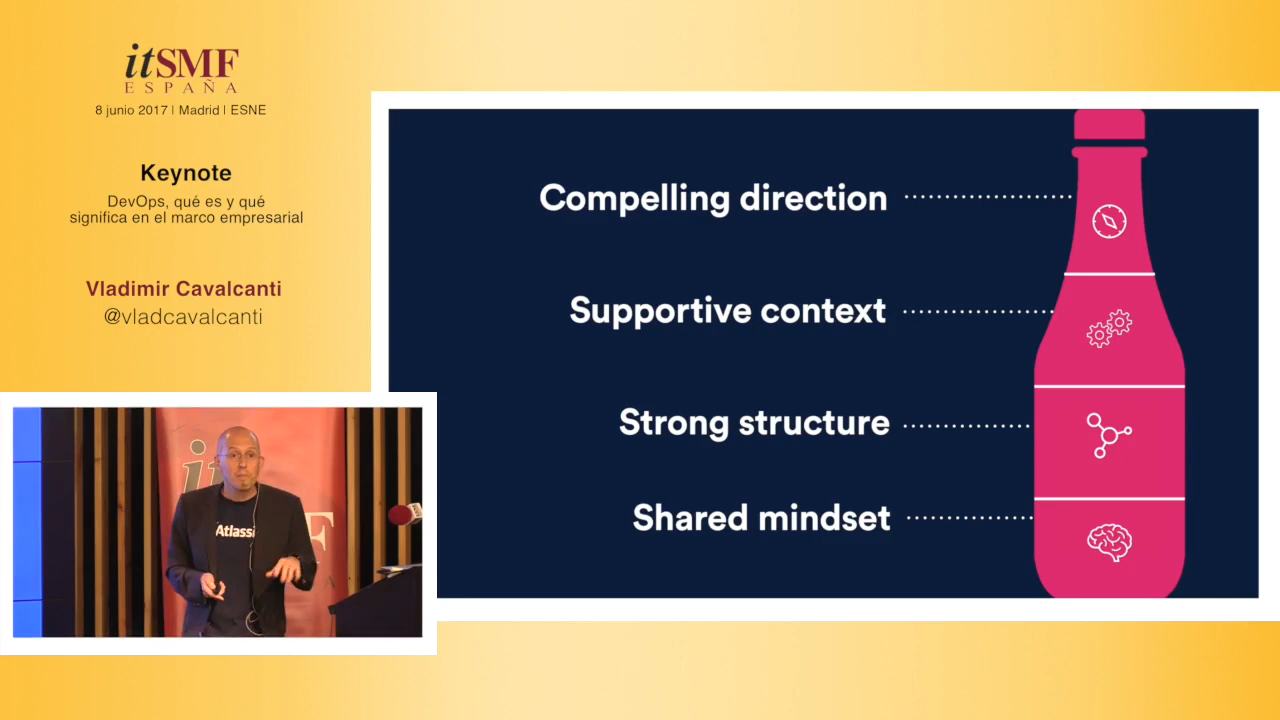 itSMF
ESPAÑA
8 junio 2017 | Madrid | ESNE
Keynote
DevOps, qué es y qué
significa en el marco empresarial
Vladimir Cavalcanti
@vladcavalcanti
Compelling direction
Supportive context
Strong structure
Shared mindset